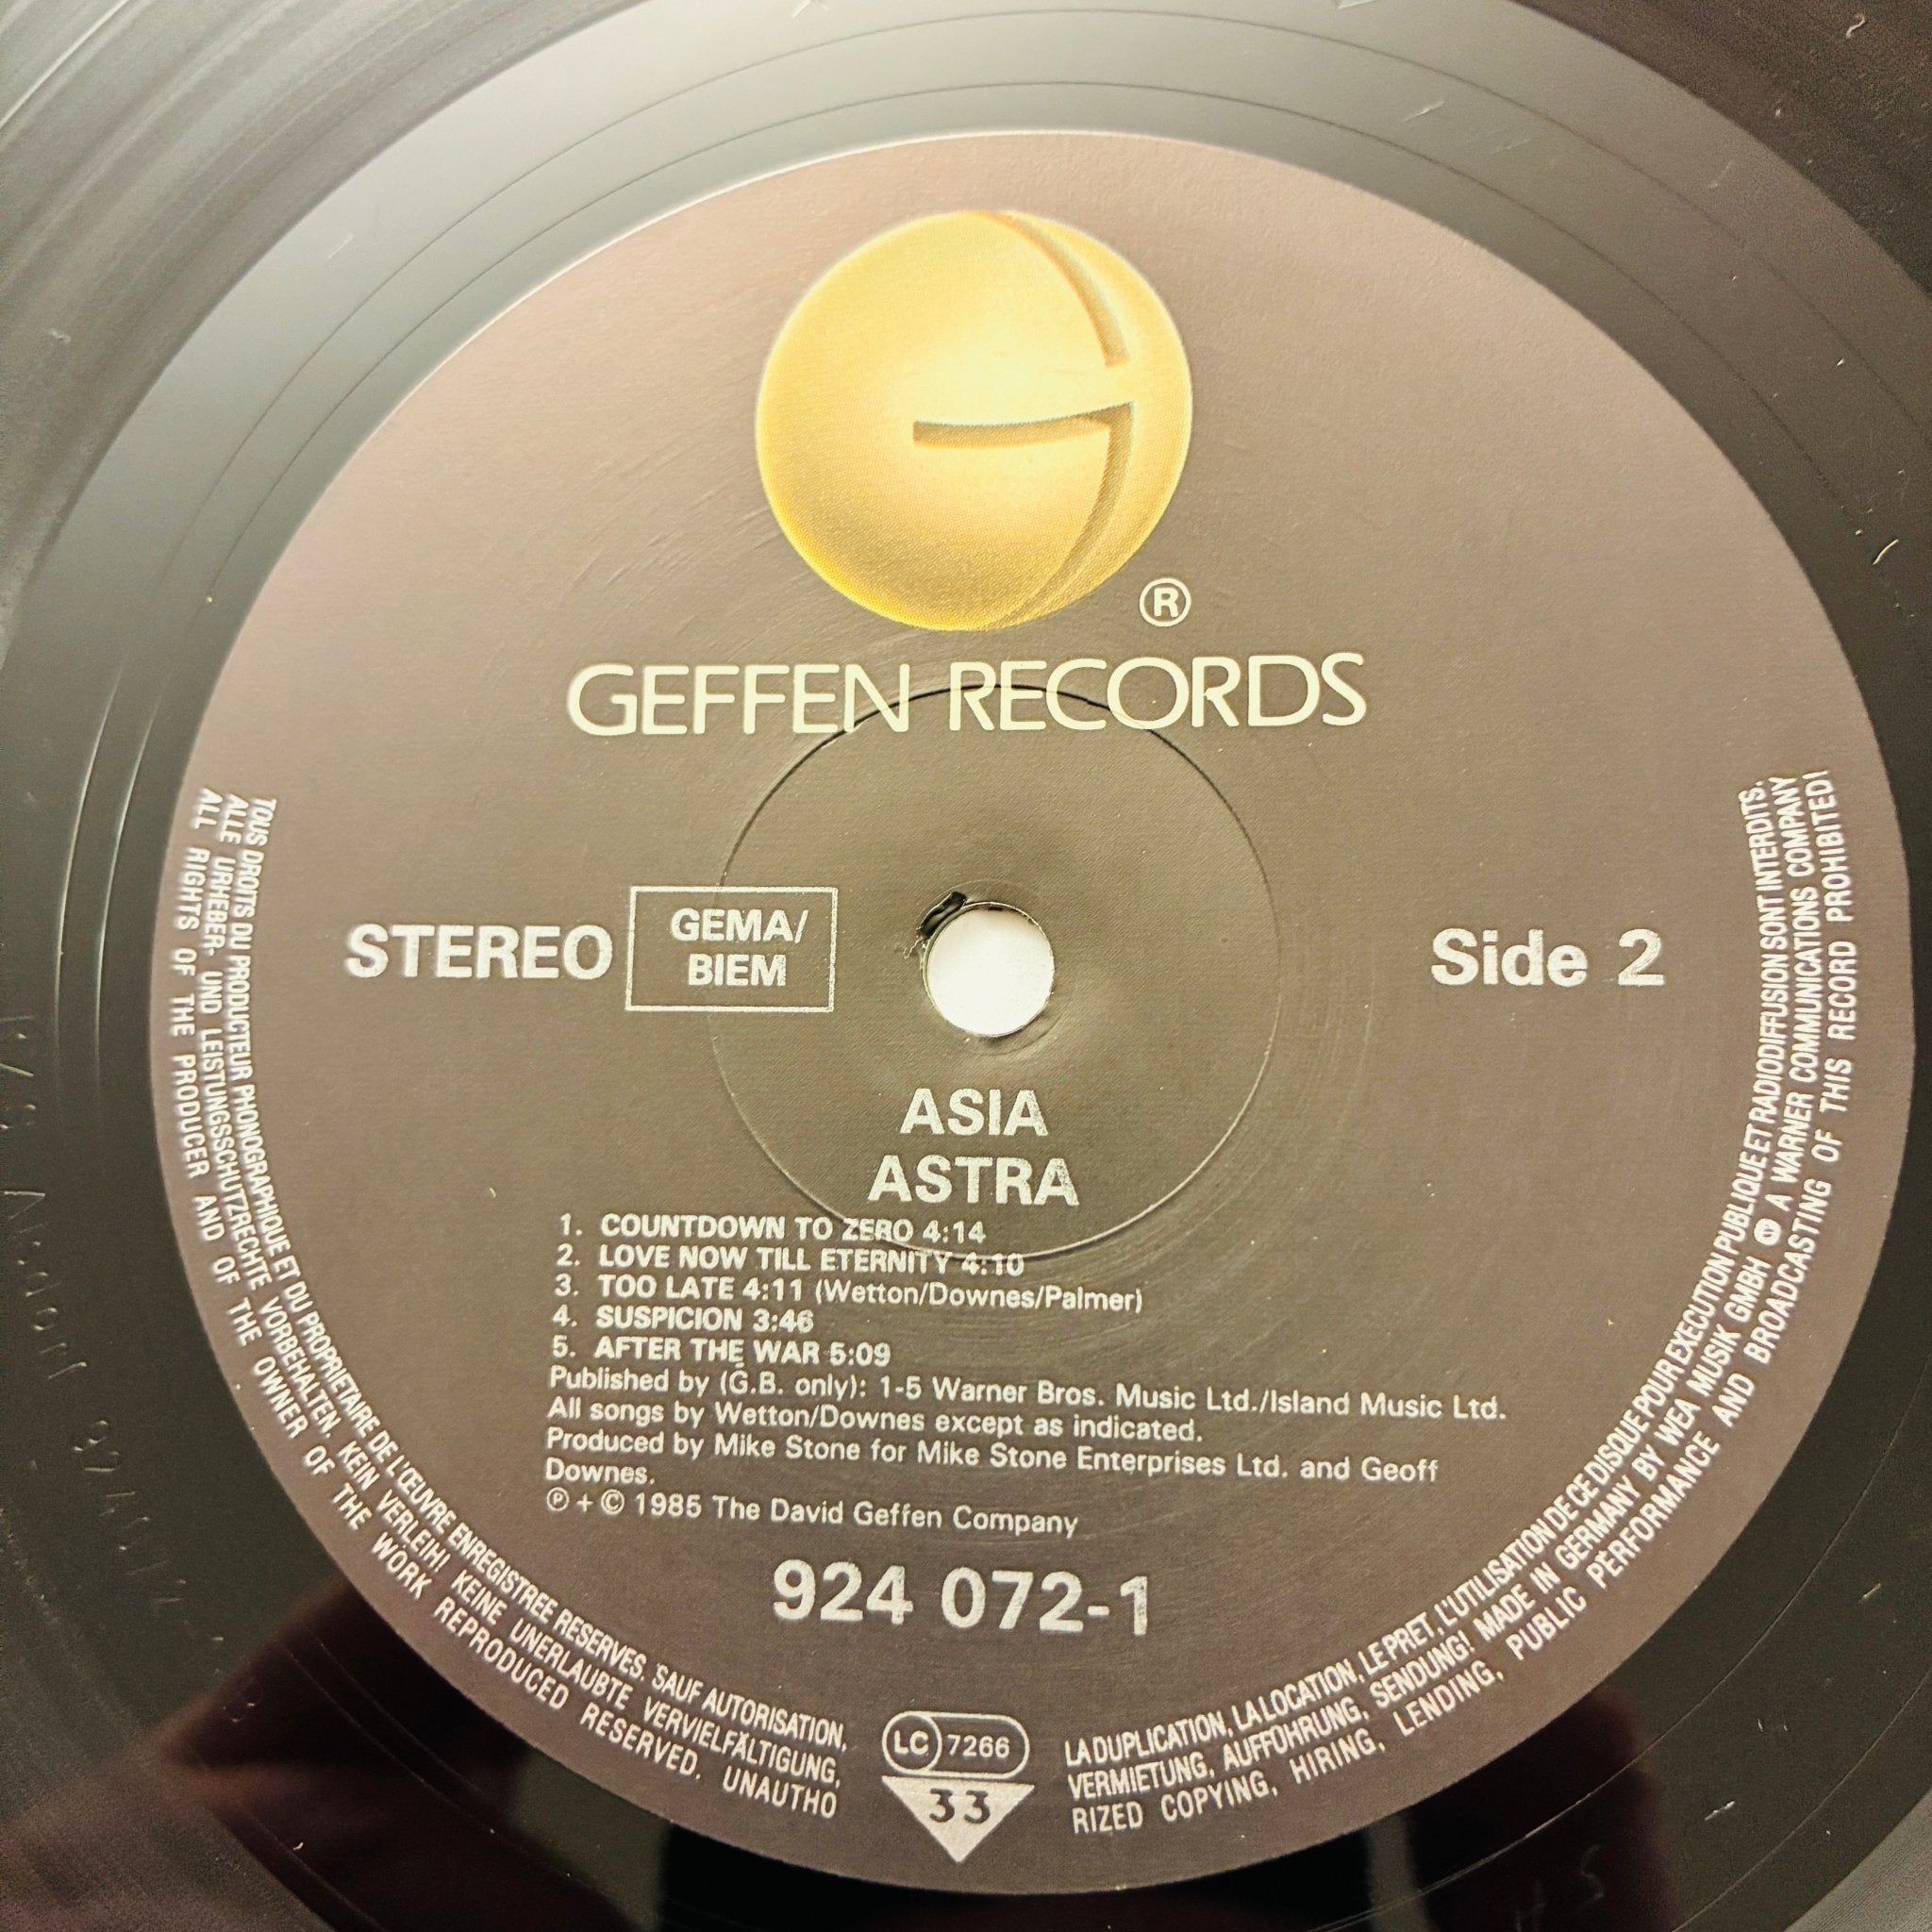 ®
GEFFEN RECORDS
STEREO
GEMA/
BIEM
Side 2
ASIA
ASTRA
1. COUNTDOWN TO ZERO 4:14
2. LOVE NOW TILL ETERNITY 4:10
3. TOO LATE 4:11 (Wetton/Downes/Palmer)
4. SUSPICION 3:46
5. AFTER THE WAR 5:09
Published by (G.B. only): 1-5 Warner Bros. Music Ltd./Island Music Ltd.
All songs by Wetton/Downes except as indicated.
Produced by Mike Stone for Mike Stone Enterprises Ltd. and Geoff
Downes.
Ⓟ + © 1985 The David Geffen Company
924 072-1
LC 7266
33
TOUS DROITS DU PRODUCTEUR PHONOGRAPHIQUE ET DU PROPRIETAIRE DE L'ŒUVRE ENREGISTREE RESERVES. SAUF AUTORISATION, LA DUPLICATION, LA LOCATION, LE PRET, L'UTILISATION DE CE DISQUE POUR EXECUTION PUBLIQUE ET RADIODIFFUSION SONT INTERDITS.
ALLE URHEBER- UND LEISTUNGSSCHUTZRECHTE VORBEHALTEN. KEIN VERLEIH! KEINE UNERLAUBTE VERVIELFÄLTIGUNG, VERMIETUNG, AUFFÜHRUNG, SENDUNG! MADE IN GERMANY BY WEA MUSIK GMBH A WARNER COMMUNICATIONS COMPANY
ALL RIGHTS OF THE PRODUCER AND OF THE OWNER OF THE WORK REPRODUCED RESERVED. UNAUTHORIZED COPYING, HIRING, LENDING, PUBLIC PERFORMANCE AND BROADCASTING OF THIS RECORD PROHIBITED!